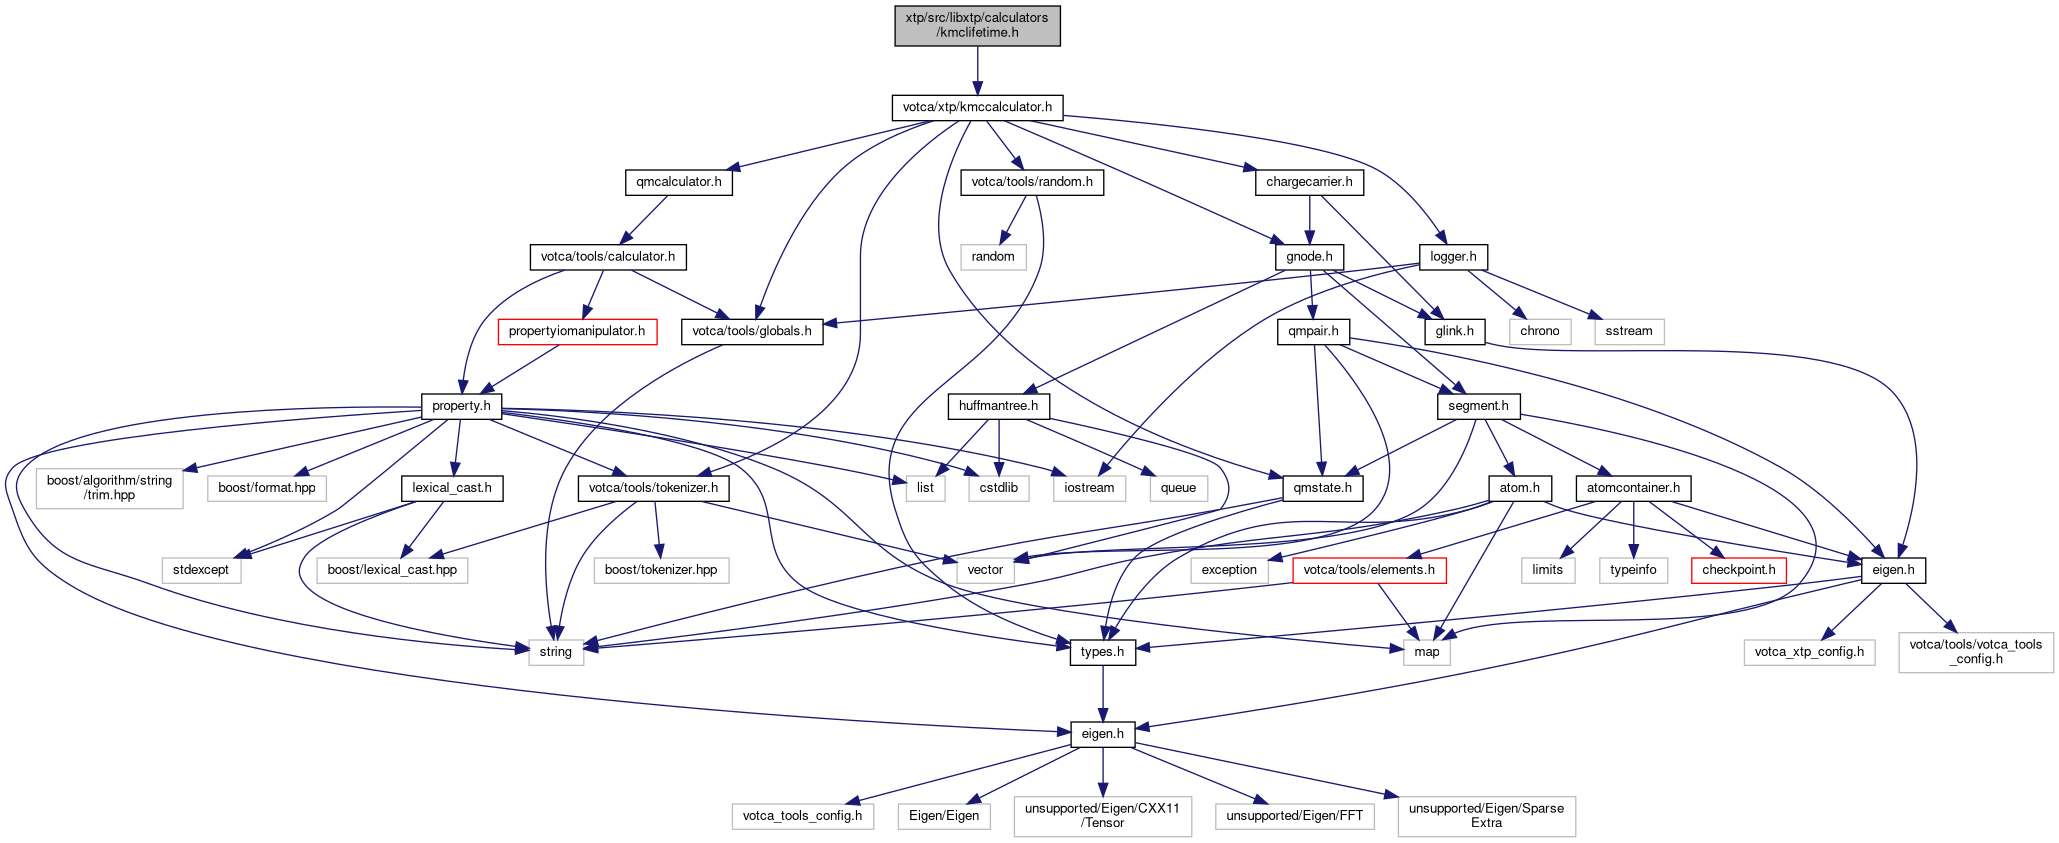 xtp/src/libxtp/calculators
/kmclifetime.h
votca/xtp/kmccalculator.h
qmcalculator.h
votca/tools/random.h
chargecarrier.h
votca/tools/calculator.h
random
gnode.h
logger.h
propertyiomanipulator.h
votca/tools/globals.h
qmpair.h
glink.h
chrono
sstream
property.h
huffmantree.h
segment.h
boost/algorithm/string
/trim.hpp
boost/format.hpp
lexical_cast.h
votca/tools/tokenizer.h
list
cstdlib
iostream
queue
qmstate.h
atom.h
atomcontainer.h
stdexcept
boost/lexical_cast.hpp
boost/tokenizer.hpp
vector
exception
votca/tools/elements.h
limits
typeinfo
checkpoint.h
eigen.h
string
types.h
map
votca_xtp_config.h
votca/tools/votca_tools
_config.h
eigen.h
votca_tools_config.h
Eigen/Eigen
unsupported/Eigen/CXX11
/Tensor
unsupported/Eigen/FFT
unsupported/Eigen/Sparse
Extra